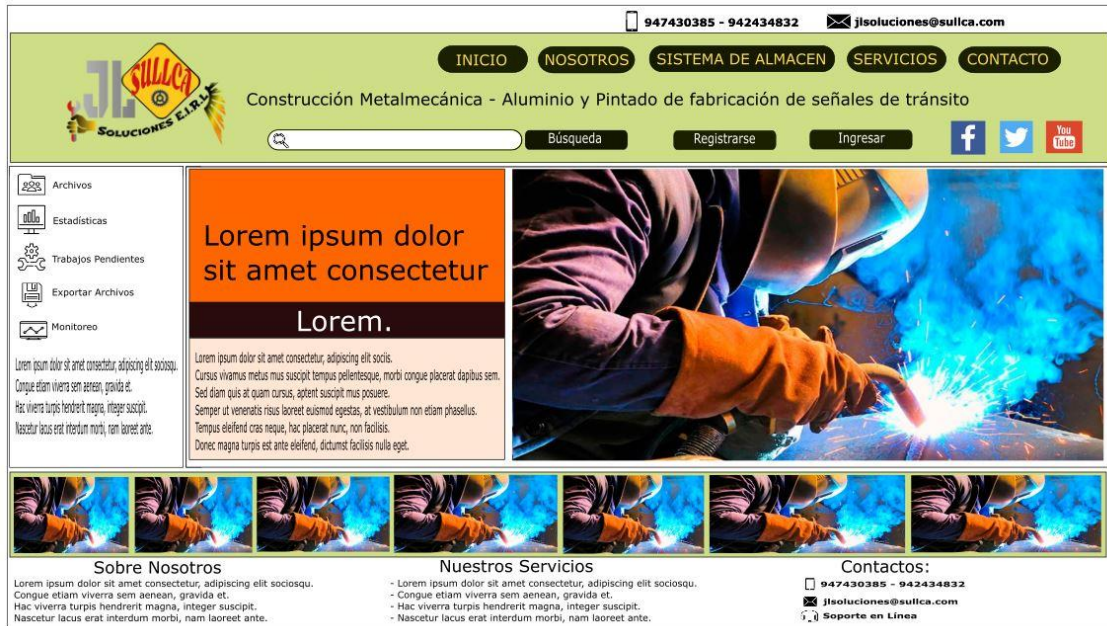 947430385 - 942434832
jlsoluciones@sullca.com
INICIO
NOSOTROS
SISTEMA DE ALMACEN
SERVICIOS
CONTACTO
JL
SULLCA
SOLUCIONES E.I.R.L
Construcción Metalmecánica - Aluminio y Pintado de fabricación de señales de tránsito
Búsqueda
Registrarse
Ingresar
f
You
Tube
Archivos
Estadísticas
Trabajos Pendientes
Exportar Archivos
Monitoreo
Lorem ipsum dolor sit amet consectetur, adipiscing elit sociosqu.
Congue etiam viverra sem aenean, gravida et.
Hac viverra turpis hendrerit magna, integer suscipit.
Nascetur lacus erat interdum morbi, nam laoreet ante.
Lorem ipsum dolor
sit amet consectetur
Lorem.
Lorem ipsum dolor sit amet consectetur, adipiscing elit sociis.
Cursus vivamus metus mus suscipit tempus pellentesque, morbi congue placerat dapibus sem.
Sed diam quis at quam cursus, aptent suscipit mus posuere.
Semper ut venenatis risus laoreet euismod egestas, at vestibulum non etiam phasellus.
Tempus eleifend cras neque, hac placerat nunc, non facilisis.
Donec magna turpis est ante eleifend, dictumst facilisis nulla eget.
Sobre Nosotros
Lorem ipsum dolor sit amet consectetur, adipiscing elit sociosqu.
Congue etiam viverra sem aenean, gravida et.
Hac viverra turpis hendrerit magna, integer suscipit.
Nascetur lacus erat interdum morbi, nam laoreet ante.
Nuestros Servicios
- Lorem ipsum dolor sit amet consectetur, adipiscing elit sociosqu.
- Congue etiam viverra sem aenean, gravida et.
- Hac viverra turpis hendrerit magna, integer suscipit.
- Nascetur lacus erat interdum morbi, nam laoreet ante.
Contactos:
947430385 - 942434832
jlsoluciones@sullca.com
Soporte en Línea